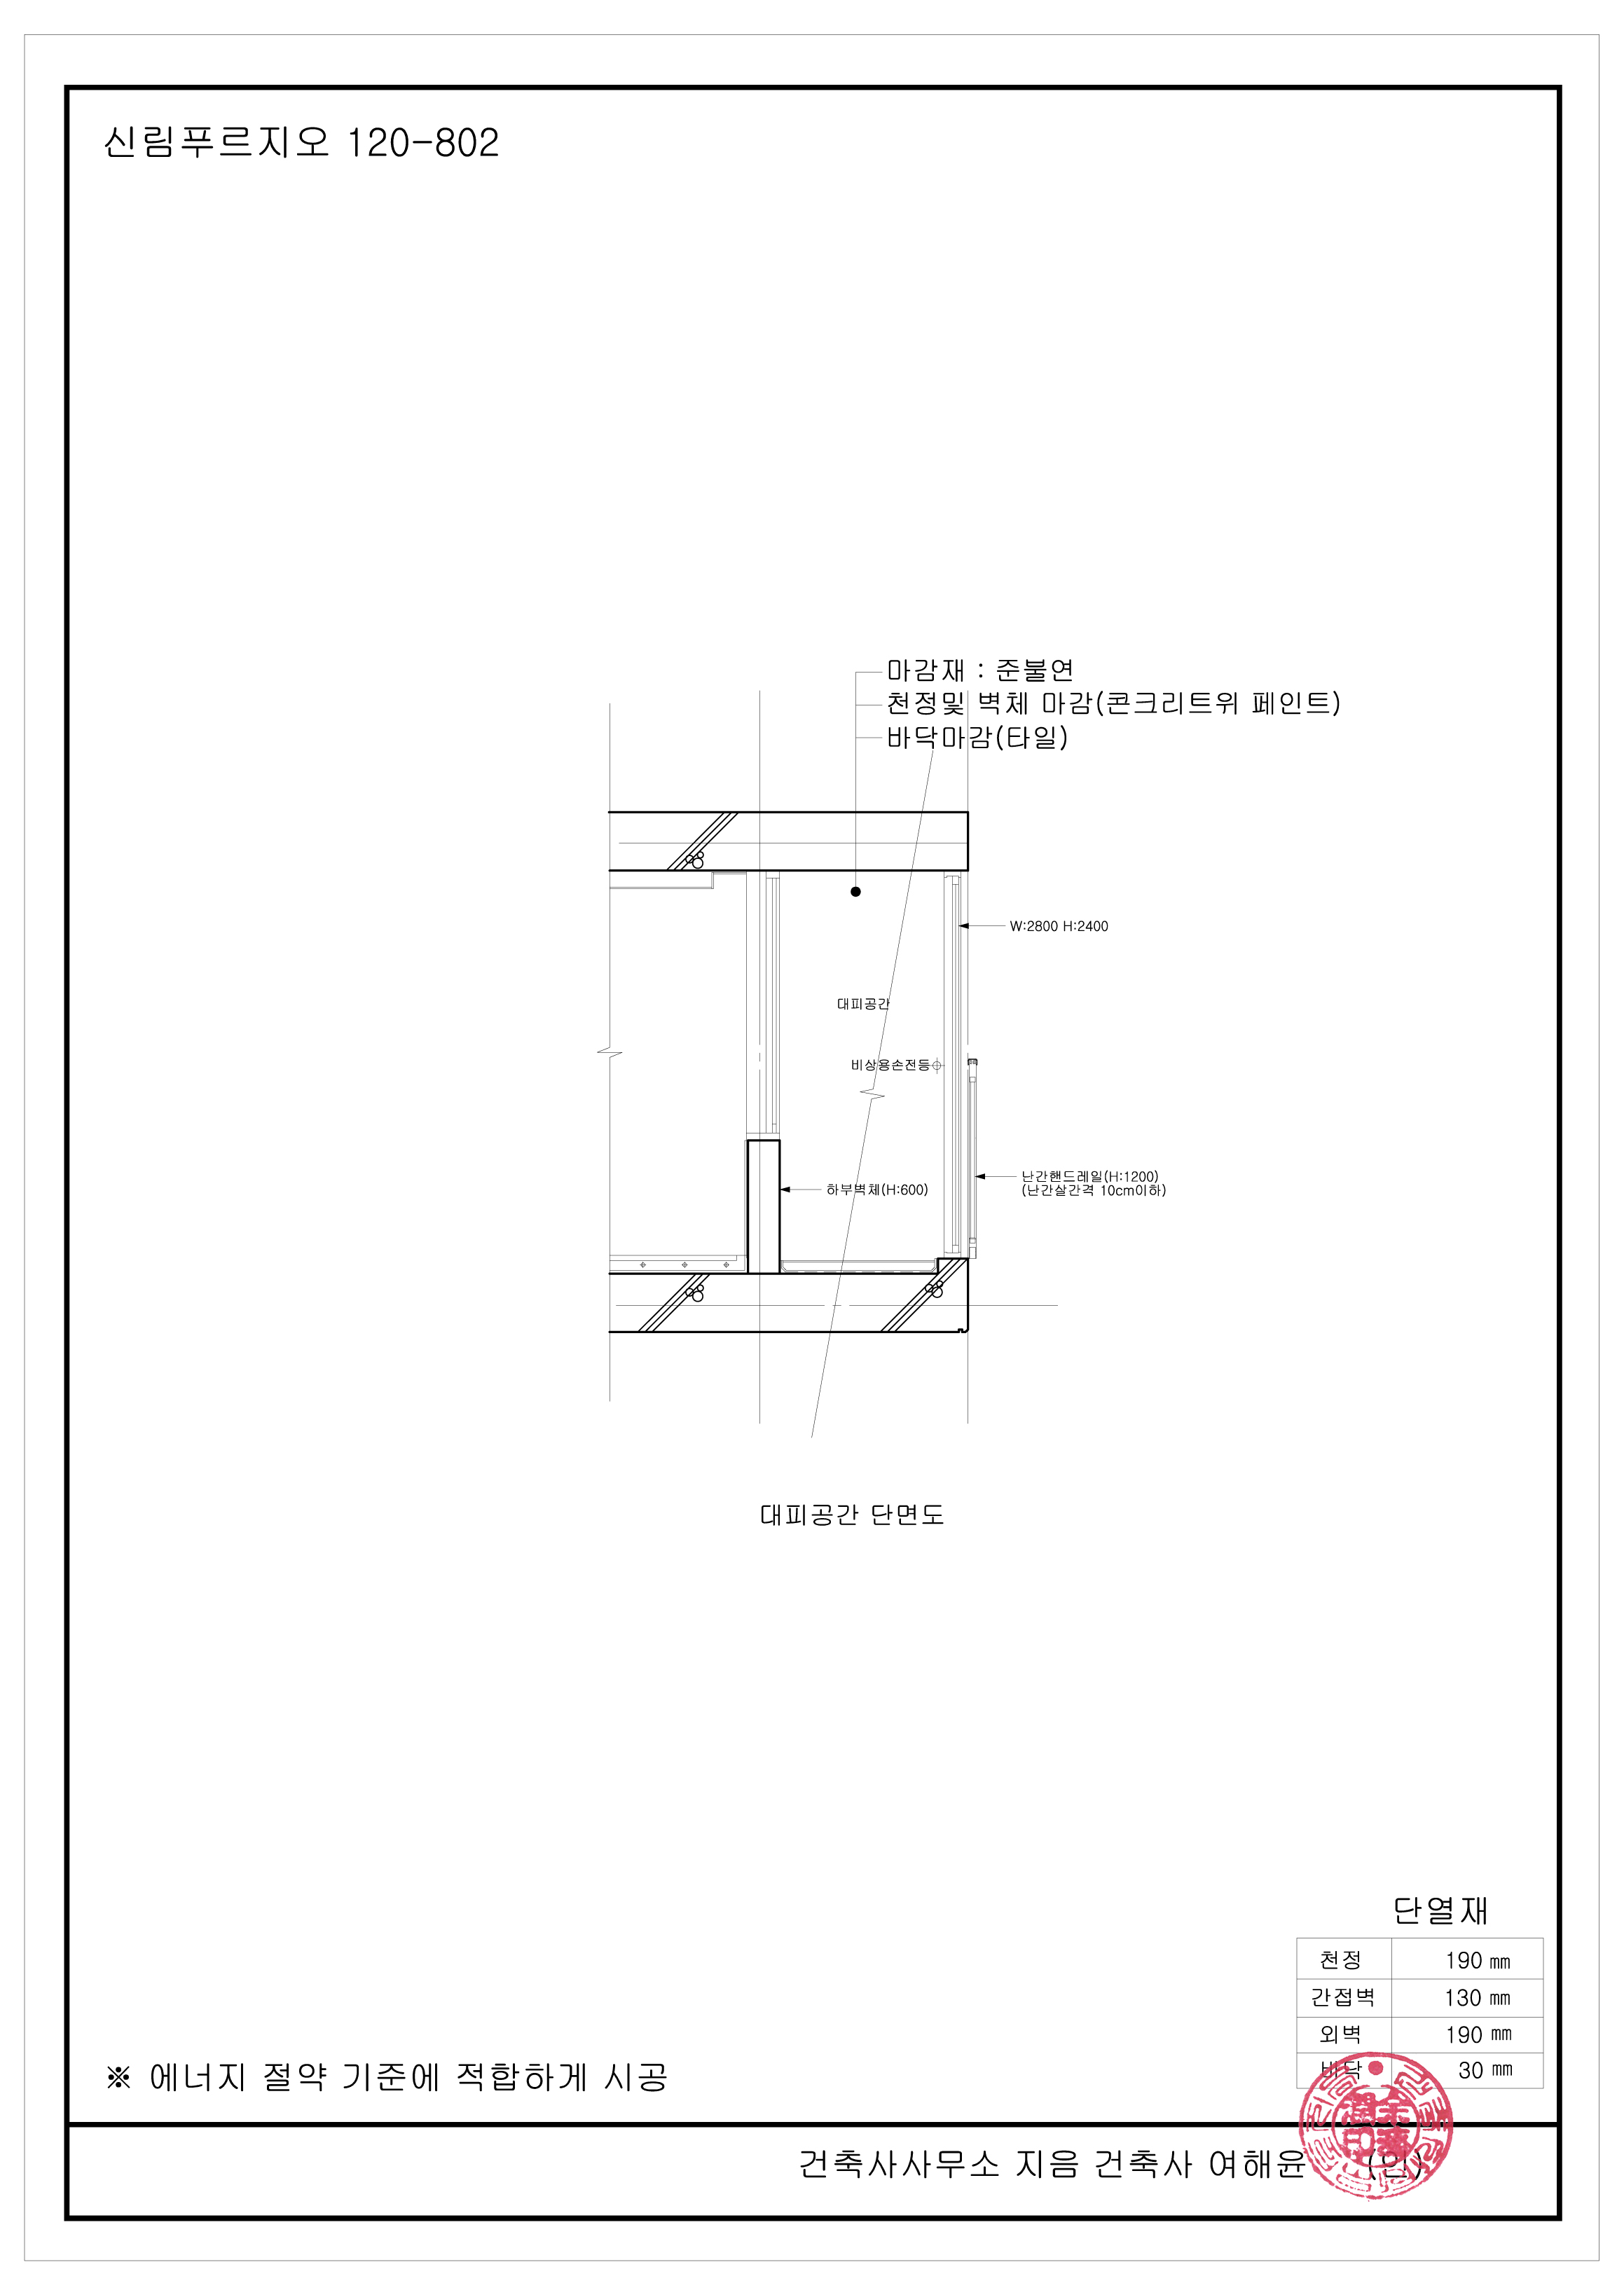 신림푸르지오 120-802
마감재 : 준불연
천정및 벽체 마감(콘크리트위 페인트)
바닥마감(타일)
W:2800 H:2400
대피공간
비상용손전등
난간핸드레일(H:1200)
(난간살간격 10cm이하)
하부벽체(H:600)
대피공간 단면도
단열재
천정 190 ㎜
간접벽 130 ㎜
외벽 190 ㎜
바닥 30 ㎜
※ 에너지 절약 기준에 적합하게 시공
건축사사무소 지음 건축사 여해윤 (인)